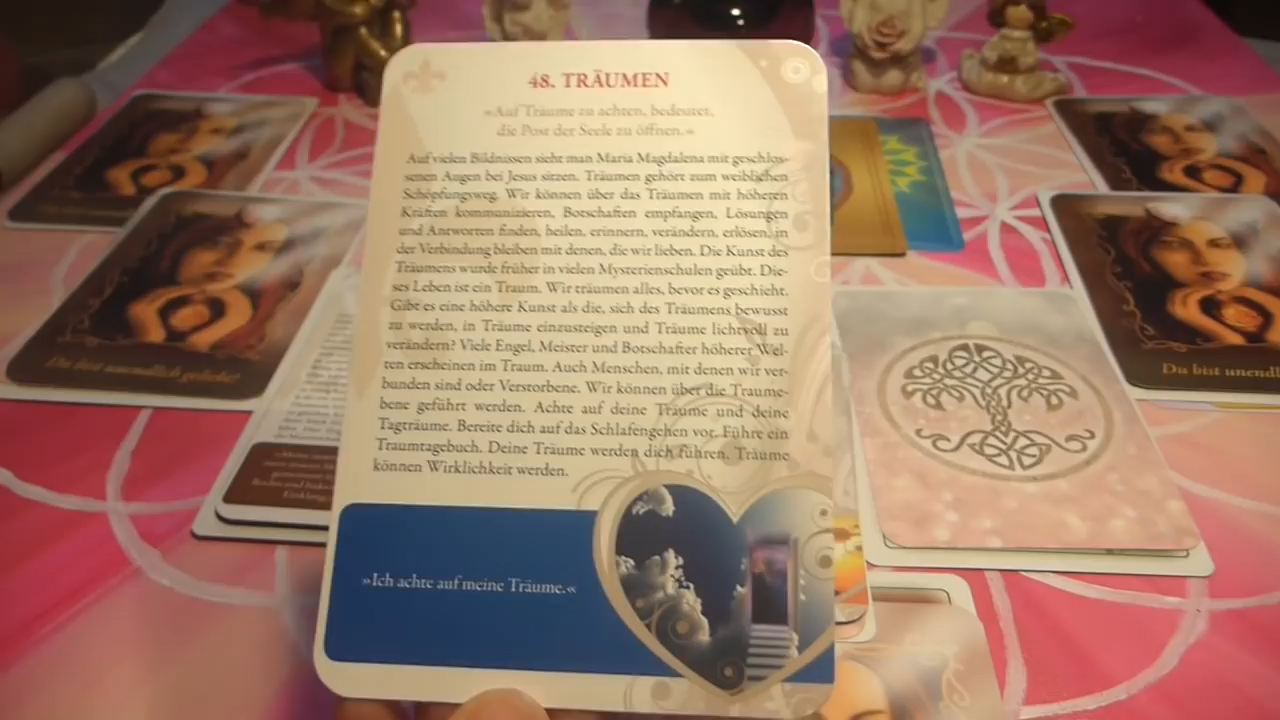 48. TRÄUMEN
»Auf Träume zu achten, bedeutet,
die Post der Seele zu öffnen.«
Auf vielen Bildnissen sieht man Maria Magdalena mit geschlos-
senen Augen bei Jesus sitzen. Träumen gehört zum weiblichen
Schöpfungsweg. Wir können über das Träumen mit höheren
Kräften kommunizieren, Botschaften empfangen, Lösungen
und Antworten finden, heilen, erinnern, verändern, erlösen, in
der Verbindung bleiben mit denen, die wir lieben. Die Kunst des
Träumens wurde früher in vielen Mysterienschulen geübt. Die-
ses Leben ist ein Traum. Wir träumen alles, bevor es geschieht.
Gibt es eine höhere Kunst als die, sich des Träumens bewusst
zu werden, in Träume einzusteigen und Träume lichtvoll zu
verändern? Viele Engel, Meister und Botschafter höherer Wel-
ten erscheinen im Traum. Auch Menschen, mit denen wir ver-
bunden sind oder Verstorbene. Wir können über die Traume-
bene geführt werden. Achte auf deine Träume und deine
Tagträume. Bereite dich auf das Schlafengehen vor. Führe ein
Traumtagebuch. Deine Träume werden dich führen. Träume
können Wirklichkeit werden.
»Ich achte auf meine Träume.«
Du bist unendlich geliebt!
Du bist unendl